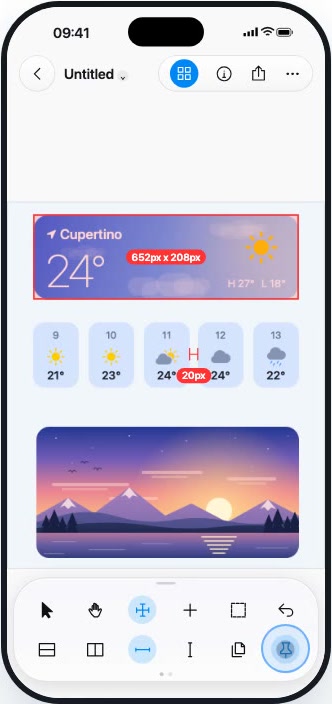 09:41
Untitled
Cupertino
24°
652px x 208px
H 27° L 18°
9 10 11 12 13
21° 23° 24° 24° 22°
20px